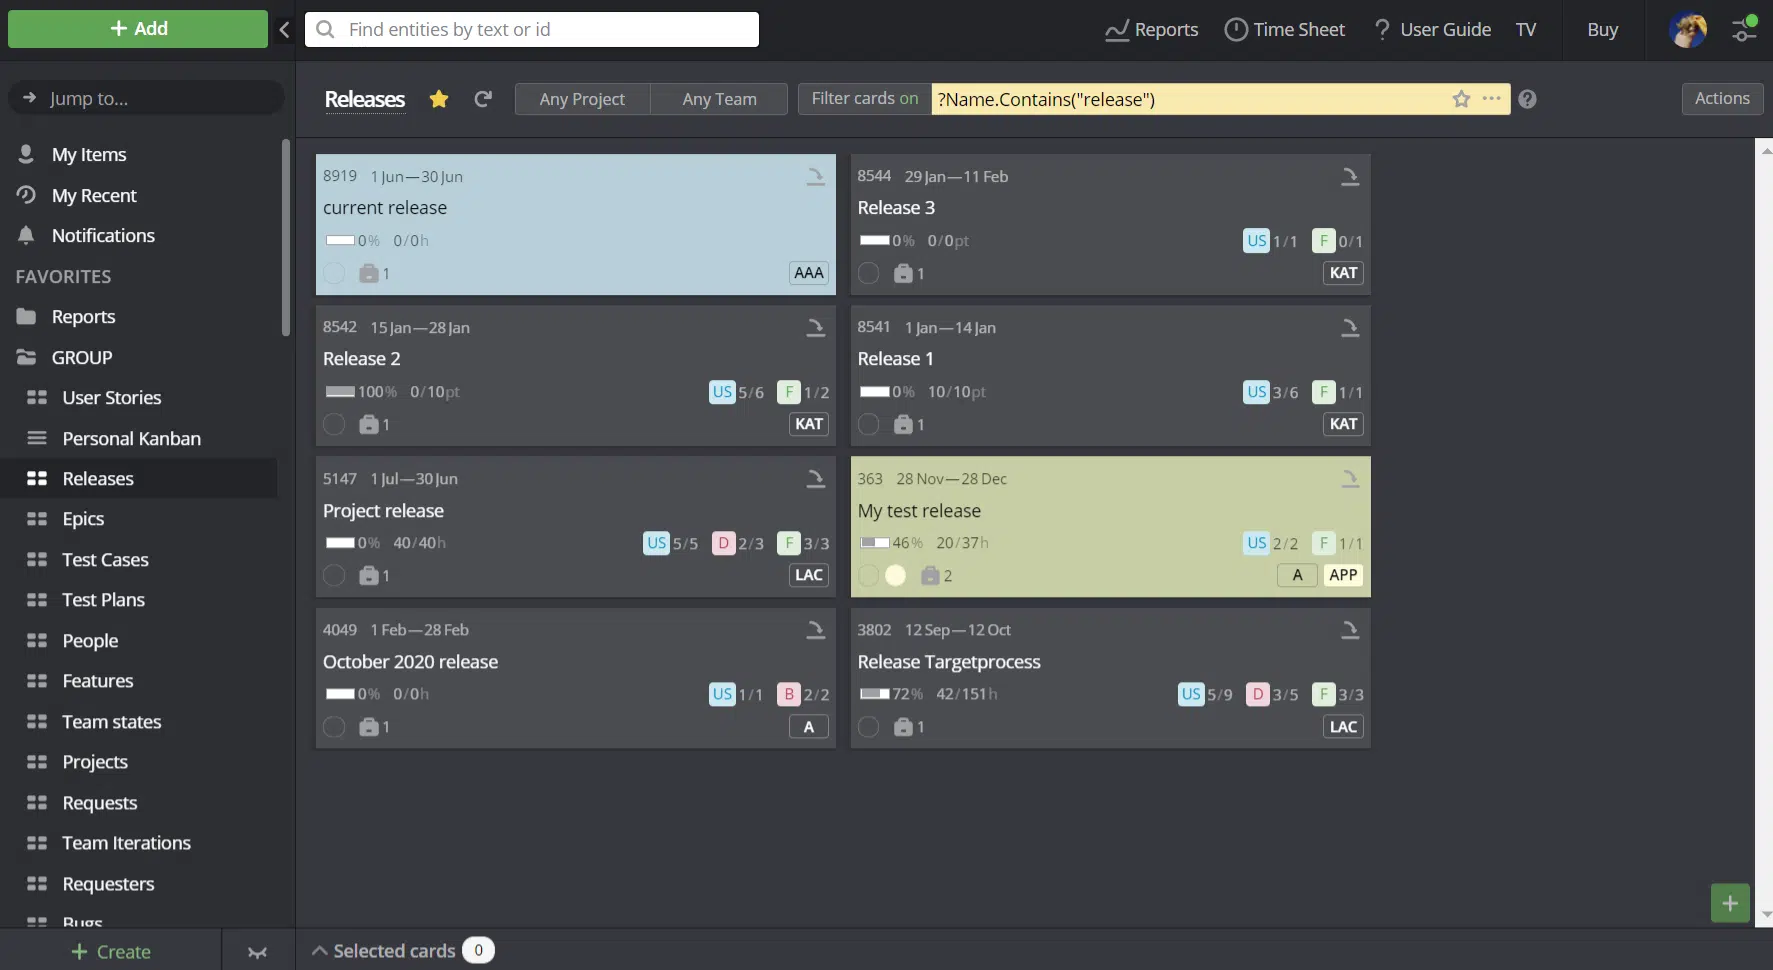 + Add
Find entities by text or id
Reports
Time Sheet
? User Guide
TV
Buy
Jump to...
My Items
My Recent
Notifications
FAVORITES
Reports
GROUP
User Stories
Personal Kanban
Releases
Epics
Test Cases
Test Plans
People
Features
Team states
Projects
Requests
Team Iterations
Requesters
Bugs
+ Create
Releases
Any Project
Any Team
Filter cards on
?Name.Contains("release")
Actions
8919 1 Jun—30 Jun
current release
0% 0/0h
1 AAA
8544 29 Jan—11 Feb
Release 3
0% 0/0pt US 1/1 F 0/1
1 KAT
8542 15 Jan—28 Jan
Release 2
100% 0/10pt US 5/6 F 1/2
1 KAT
8541 1 Jan—14 Jan
Release 1
0% 10/10pt US 3/6 F 1/1
1 KAT
5147 1 Jul—30 Jun
Project release
0% 40/40h US 5/5 D 2/3 F 3/3
1 LAC
363 28 Nov—28 Dec
My test release
46% 20/37h US 2/2 F 1/1
2 A APP
4049 1 Feb—28 Feb
October 2020 release
0% 0/0h US 1/1 B 2/2
1 A
3802 12 Sep—12 Oct
Release Targetprocess
72% 42/151h US 5/9 D 3/5 F 3/3
1 LAC
Selected cards 0